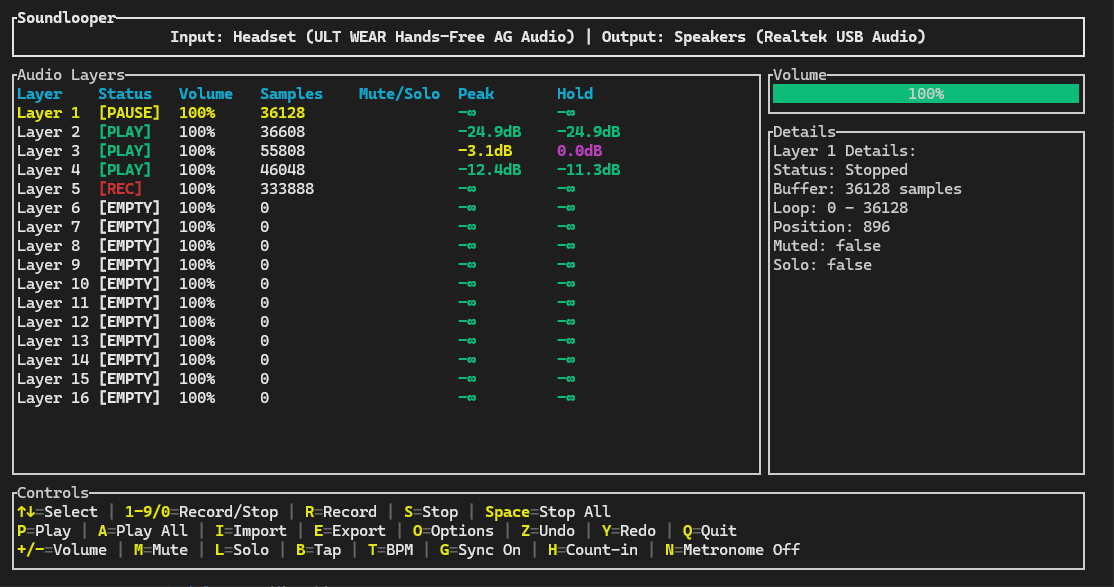 Soundlooper
Input: Headset (ULT WEAR Hands-Free AG Audio) | Output: Speakers (Realtek USB Audio)
Audio Layers
Layer Status Volume Samples Mute/Solo Peak Hold
Layer 1 [PAUSE] 100% 36128 -∞ -∞
Layer 2 [PLAY] 100% 36608 -24.9dB -24.9dB
Layer 3 [PLAY] 100% 55808 -3.1dB 0.0dB
Layer 4 [PLAY] 100% 46048 -12.4dB -11.3dB
Layer 5 [REC] 100% 333888 -∞ -∞
Layer 6 [EMPTY] 100% 0 -∞ -∞
Layer 7 [EMPTY] 100% 0 -∞ -∞
Layer 8 [EMPTY] 100% 0 -∞ -∞
Layer 9 [EMPTY] 100% 0 -∞ -∞
Layer 10 [EMPTY] 100% 0 -∞ -∞
Layer 11 [EMPTY] 100% 0 -∞ -∞
Layer 12 [EMPTY] 100% 0 -∞ -∞
Layer 13 [EMPTY] 100% 0 -∞ -∞
Layer 14 [EMPTY] 100% 0 -∞ -∞
Layer 15 [EMPTY] 100% 0 -∞ -∞
Layer 16 [EMPTY] 100% 0 -∞ -∞
Volume
100%
Details
Layer 1 Details:
Status: Stopped
Buffer: 36128 samples
Loop: 0 - 36128
Position: 896
Muted: false
Solo: false
Controls
↑↓=Select | 1-9/0=Record/Stop | R=Record | S=Stop | Space=Stop All
P=Play | A=Play All | I=Import | E=Export | O=Options | Z=Undo | Y=Redo | Q=Quit
+/-=Volume | M=Mute | L=Solo | B=Tap | T=BPM | G=Sync On | H=Count-in | N=Metronome Off